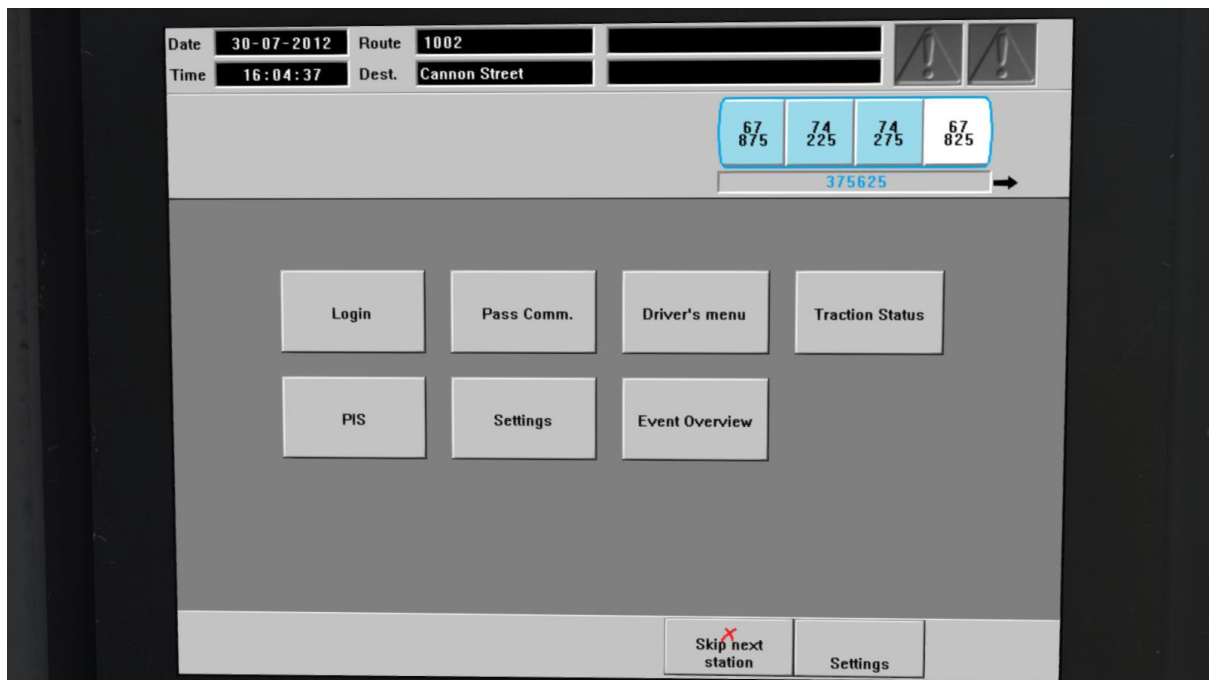 Date 30-07-2012 Route 1002
Time 16:04:37 Dest. Cannon Street
67 74 74 67
875 225 275 825
375625
Login Pass Comm. Driver's menu Traction Status
PIS Settings Event Overview
Skip next
station Settings